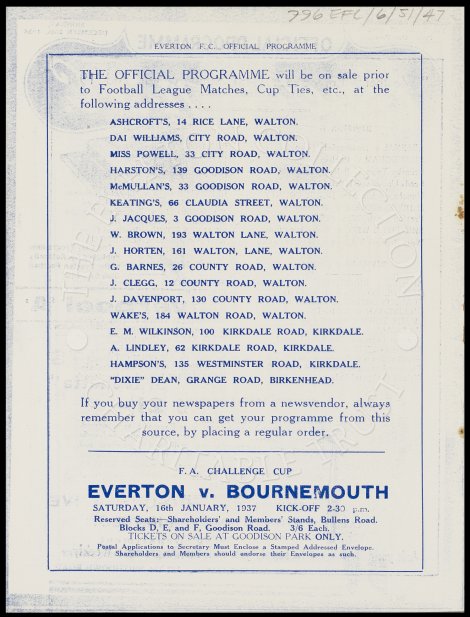 796 EFC/6/51/47
EVERTON F.C. OFFICIAL PROGRAMME
THE OFFICIAL PROGRAMME will be on sale prior
to Football League Matches, Cup Ties, etc., at the
following addresses . . . .
ASHCROFT'S, 14 RICE LANE, WALTON.
DAI WILLIAMS, CITY ROAD, WALTON.
MISS POWELL, 33 CITY ROAD, WALTON.
HARSTON'S, 139 GOODISON ROAD, WALTON.
McMULLAN'S, 33 GOODISON ROAD, WALTON.
KEATING'S, 66 CLAUDIA STREET, WALTON.
J. JACQUES, 3 GOODISON ROAD, WALTON.
W. BROWN, 193 WALTON LANE, WALTON.
J. HORTEN, 161 WALTON, LANE, WALTON.
G. BARNES, 26 COUNTY ROAD, WALTON.
J. CLEGG, 12 COUNTY ROAD, WALTON.
J. DAVENPORT, 130 COUNTY ROAD, WALTON.
WAKE'S, 184 WALTON ROAD, WALTON.
E. M. WILKINSON, 100 KIRKDALE ROAD, KIRKDALE.
A. LINDLEY, 62 KIRKDALE ROAD, KIRKDALE.
HAMPSON'S, 135 WESTMINSTER ROAD, KIRKDALE.
"DIXIE" DEAN, GRANGE ROAD, BIRKENHEAD.
If you buy your newspapers from a newsvendor, always
remember that you can get your programme from this
source, by placing a regular order.
F. A. CHALLENGE CUP
EVERTON v. BOURNEMOUTH
SATURDAY, 16th JANUARY, 1937 KICK-OFF 2-30 p.m.
Reserved Seats:—Shareholders' and Members' Stands, Bullens Road.
Blocks D, E, and F, Goodison Road. 3/6 Each.
TICKETS ON SALE AT GOODISON PARK ONLY.
Postal Applications to Secretary Must Enclose a Stamped Addressed Envelope.
Shareholders and Members should endorse their Envelopes as such.